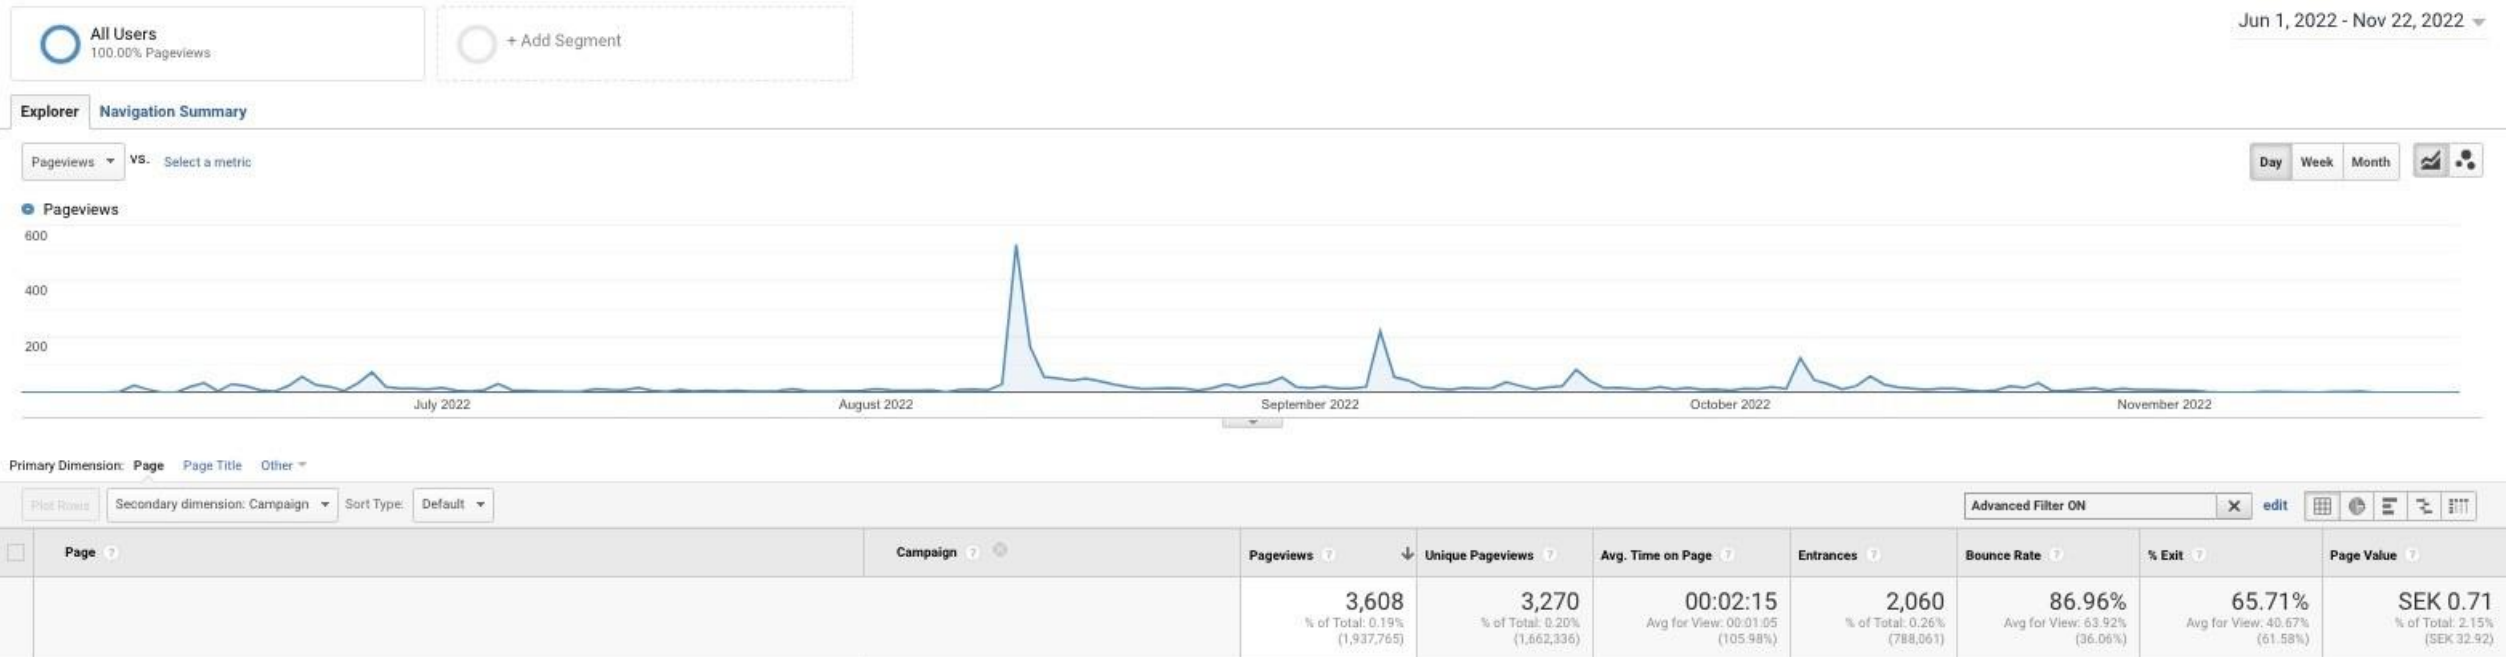 All Users
100.00% Pageviews
+ Add Segment
Jun 1, 2022 - Nov 22, 2022
Explorer
Navigation Summary
Pageviews
VS.
Select a metric
Day
Week
Month
Pageviews
600
400
200
July 2022
August 2022
September 2022
October 2022
November 2022
Primary Dimension:
Page
Page Title
Other
Plot Rows
Secondary dimension: Campaign
Sort Type:
Default
Advanced Filter ON
edit
Page ?
Campaign ?
Pageviews ?
Unique Pageviews ?
Avg. Time on Page ?
Entrances ?
Bounce Rate ?
% Exit ?
Page Value ?
3,608
% of Total: 0.19%
(1,937,765)
3,270
% of Total: 0.20%
(1,662,336)
00:02:15
Avg for View: 00:01:05
(105.98%)
2,060
% of Total: 0.26%
(788,061)
86.96%
Avg for View: 63.92%
(36.06%)
65.71%
Avg for View: 40.67%
(61.58%)
SEK 0.71
% of Total: 2.15%
(SEK 32.92)